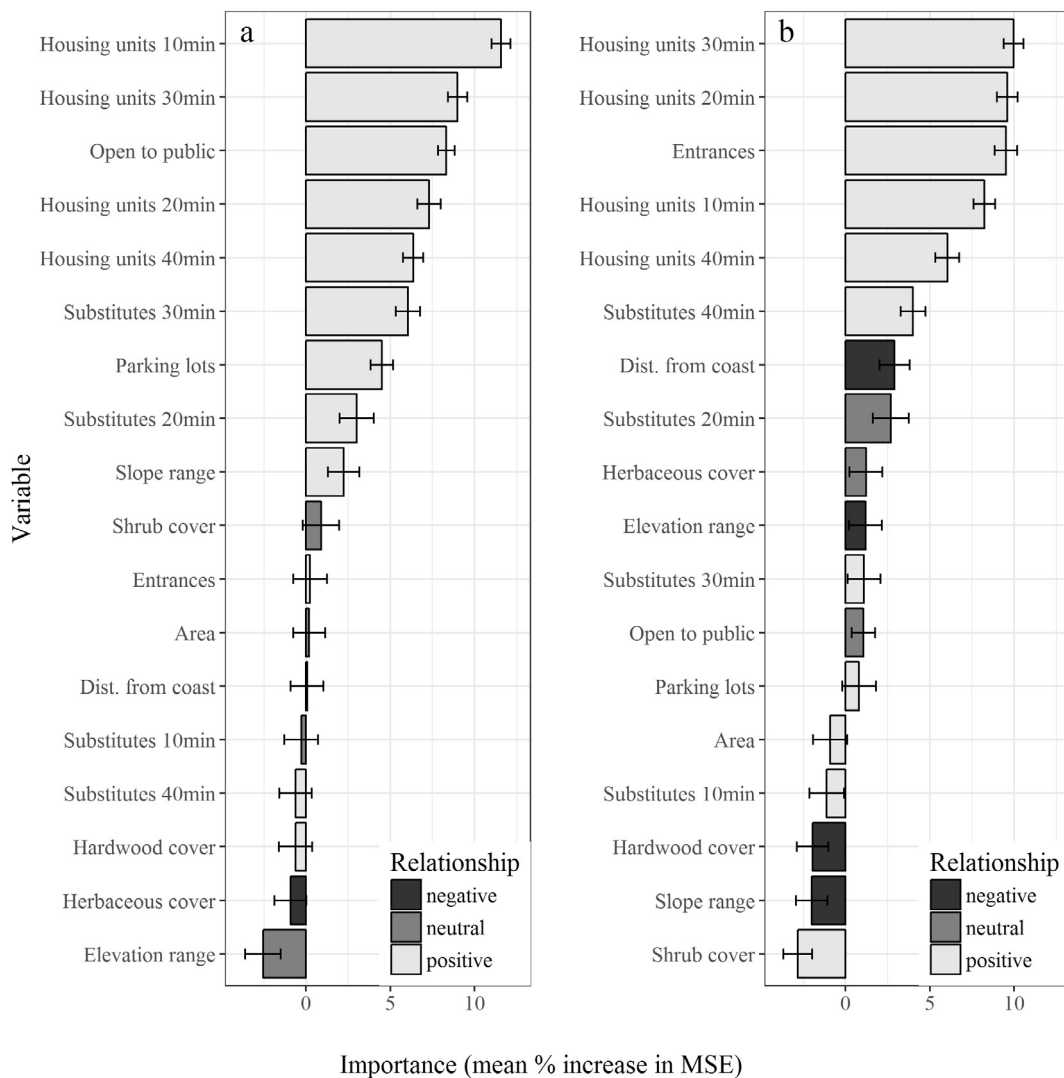 a
Housing units 10min
Housing units 30min
Open to public
Housing units 20min
Housing units 40min
Substitutes 30min
Parking lots
Substitutes 20min
Slope range
Shrub cover
Entrances
Area
Dist. from coast
Substitutes 10min
Substitutes 40min
Hardwood cover
Herbaceous cover
Elevation range
Variable
Relationship
negative
neutral
positive
0 5 10
b
Housing units 30min
Housing units 20min
Entrances
Housing units 10min
Housing units 40min
Substitutes 40min
Dist. from coast
Substitutes 20min
Herbaceous cover
Elevation range
Substitutes 30min
Open to public
Parking lots
Area
Substitutes 10min
Hardwood cover
Slope range
Shrub cover
Relationship
negative
neutral
positive
0 5 10
Importance (mean % increase in MSE)